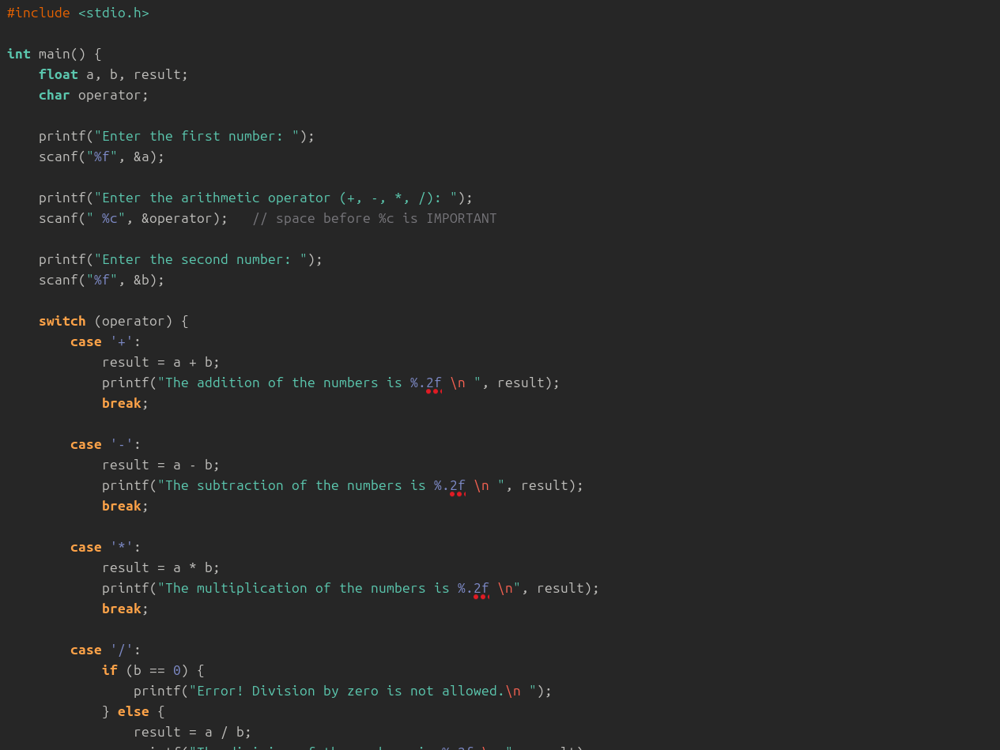 #include <stdio.h>

int main() {
    float a, b, result;
    char operator;

    printf("Enter the first number: ");
    scanf("%f", &a);

    printf("Enter the arithmetic operator (+, -, *, /): ");
    scanf(" %c", &operator);   // space before %c is IMPORTANT

    printf("Enter the second number: ");
    scanf("%f", &b);

    switch (operator) {
        case '+':
            result = a + b;
            printf("The addition of the numbers is %.2f \n ", result);
            break;

        case '-':
            result = a - b;
            printf("The subtraction of the numbers is %.2f \n ", result);
            break;

        case '*':
            result = a * b;
            printf("The multiplication of the numbers is %.2f \n", result);
            break;

        case '/':
            if (b == 0) {
                printf("Error! Division by zero is not allowed.\n ");
            } else {
                result = a / b;